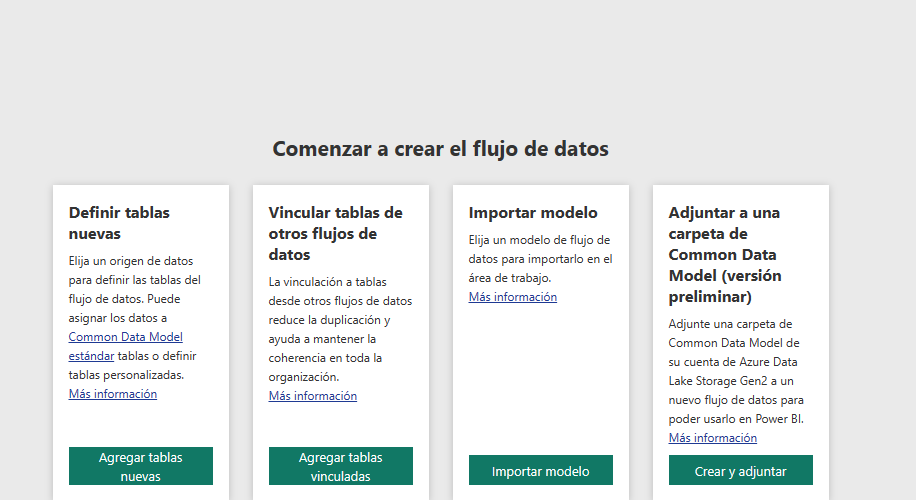 Comenzar a crear el flujo de datos
Definir tablas
nuevas
Elija un origen de datos
para definir las tablas del
flujo de datos. Puede
asignar los datos a
Common Data Model
estándar tablas o definir
tablas personalizadas.
Más información
Agregar tablas
nuevas
Vincular tablas de
otros flujos de
datos
La vinculación a tablas
desde otros flujos de datos
reduce la duplicación y
ayuda a mantener la
coherencia en toda la
organización.
Más información
Agregar tablas
vinculadas
Importar modelo
Elija un modelo de flujo de
datos para importarlo en el
área de trabajo.
Más información
Importar modelo
Adjuntar a una
carpeta de
Common Data
Model (versión
preliminar)
Adjunte una carpeta de
Common Data Model de
su cuenta de Azure Data
Lake Storage Gen2 a un
nuevo flujo de datos para
poder usarlo en Power BI.
Más información
Crear y adjuntar